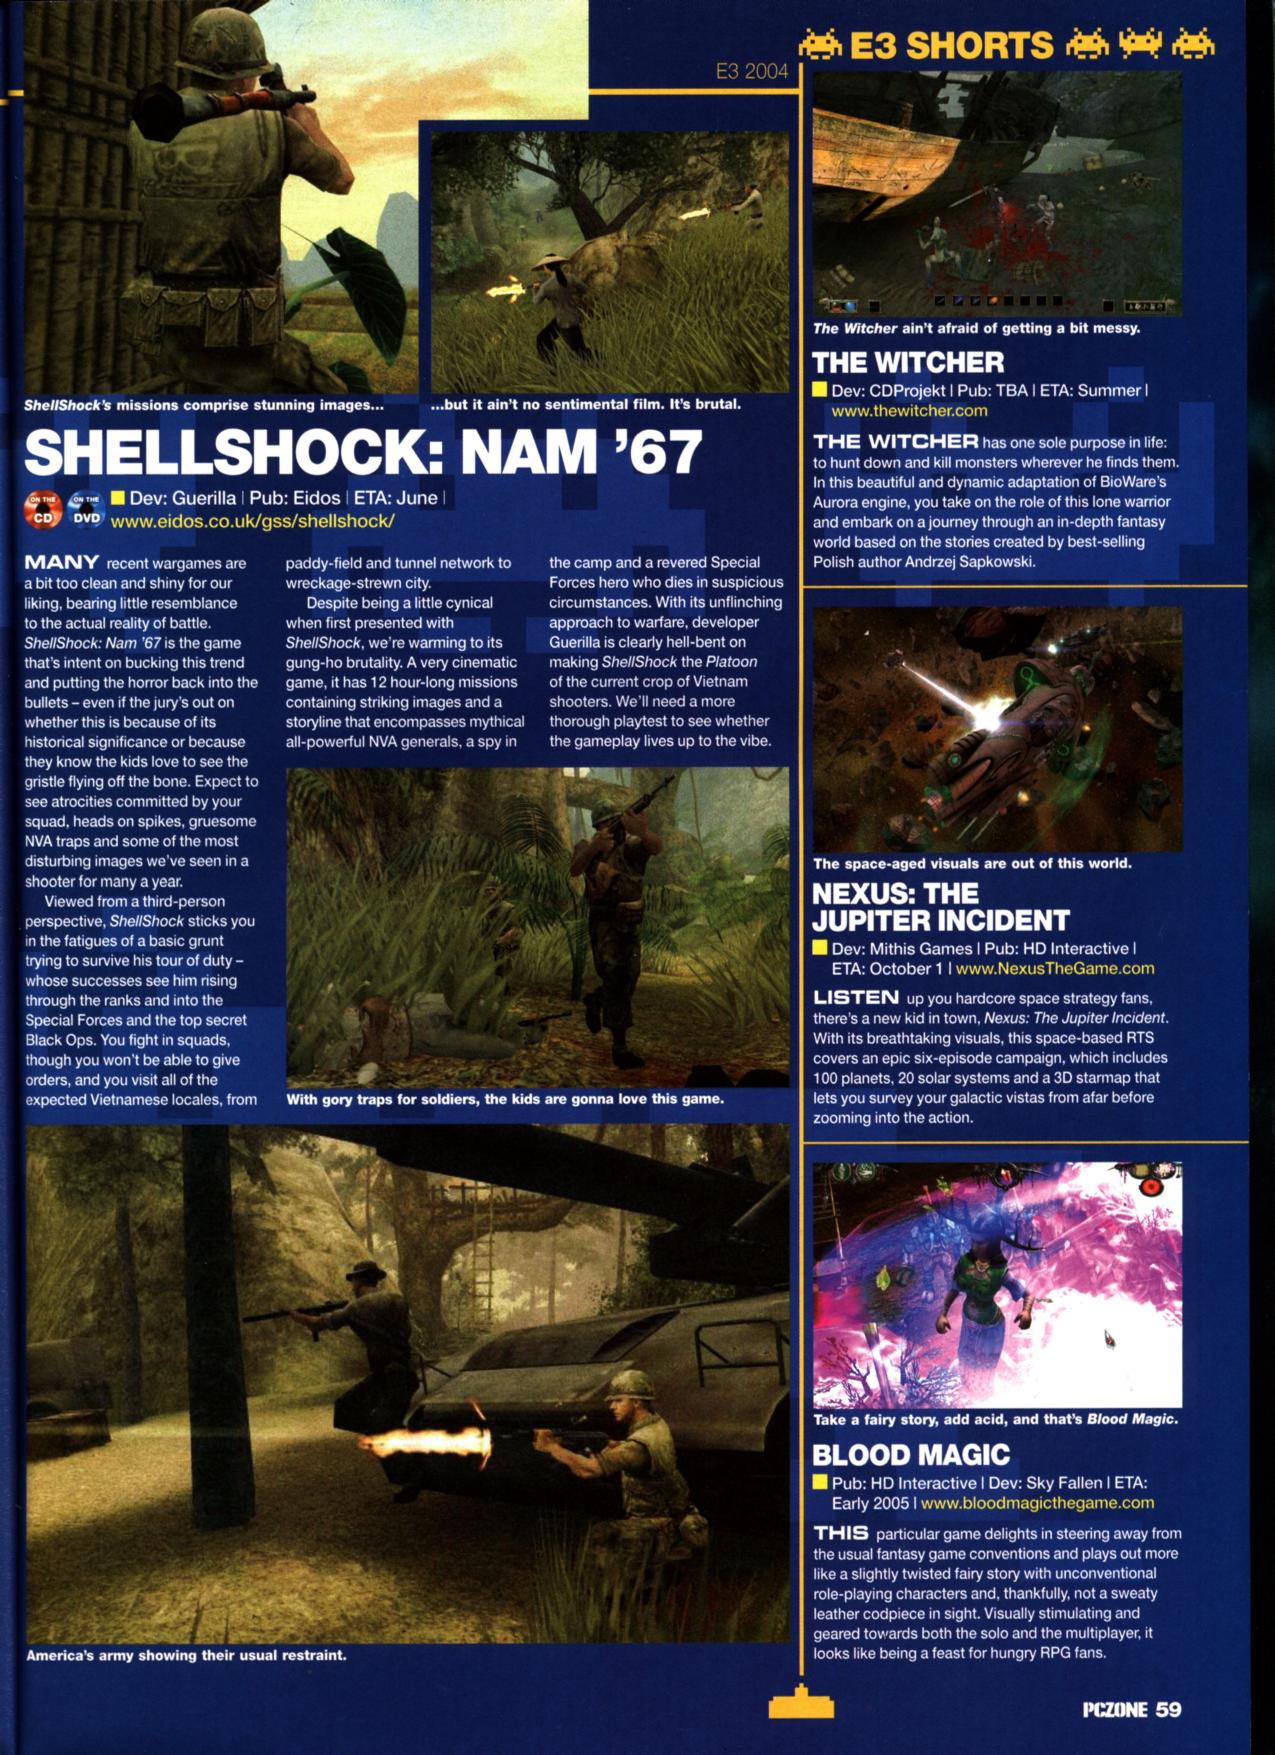 E3 2004
ShellShock's missions comprise stunning images...
...but it ain't no sentimental film. It's brutal.
SHELLSHOCK: NAM '67
ON THE CD
ON THE DVD
Dev: Guerilla | Pub: Eidos | ETA: June |
www.eidos.co.uk/gss/shellshock/
MANY recent wargames are
a bit too clean and shiny for our
liking, bearing little resemblance
to the actual reality of battle.
ShellShock: Nam '67 is the game
that's intent on bucking this trend
and putting the horror back into the
bullets – even if the jury's out on
whether this is because of its
historical significance or because
they know the kids love to see the
gristle flying off the bone. Expect to
see atrocities committed by your
squad, heads on spikes, gruesome
NVA traps and some of the most
disturbing images we've seen in a
shooter for many a year.
Viewed from a third-person
perspective, ShellShock sticks you
in the fatigues of a basic grunt
trying to survive his tour of duty –
whose successes see him rising
through the ranks and into the
Special Forces and the top secret
Black Ops. You fight in squads,
though you won't be able to give
orders, and you visit all of the
expected Vietnamese locales, from
paddy-field and tunnel network to
wreckage-strewn city.
Despite being a little cynical
when first presented with
ShellShock, we're warming to its
gung-ho brutality. A very cinematic
game, it has 12 hour-long missions
containing striking images and a
storyline that encompasses mythical
all-powerful NVA generals, a spy in
the camp and a revered Special
Forces hero who dies in suspicious
circumstances. With its unflinching
approach to warfare, developer
Guerilla is clearly hell-bent on
making ShellShock the Platoon
of the current crop of Vietnam
shooters. We'll need a more
thorough playtest to see whether
the gameplay lives up to the vibe.
With gory traps for soldiers, the kids are gonna love this game.
America's army showing their usual restraint.
E3 SHORTS
The Witcher ain't afraid of getting a bit messy.
THE WITCHER
Dev: CDProjekt | Pub: TBA | ETA: Summer |
www.thewitcher.com
THE WITCHER has one sole purpose in life:
to hunt down and kill monsters wherever he finds them.
In this beautiful and dynamic adaptation of BioWare's
Aurora engine, you take on the role of this lone warrior
and embark on a journey through an in-depth fantasy
world based on the stories created by best-selling
Polish author Andrzej Sapkowski.
The space-aged visuals are out of this world.
NEXUS: THE
JUPITER INCIDENT
Dev: Mithis Games | Pub: HD Interactive |
ETA: October 1 | www.NexusTheGame.com
LISTEN up you hardcore space strategy fans,
there's a new kid in town, Nexus: The Jupiter Incident.
With its breathtaking visuals, this space-based RTS
covers an epic six-episode campaign, which includes
100 planets, 20 solar systems and a 3D starmap that
lets you survey your galactic vistas from afar before
zooming into the action.
Take a fairy story, add acid, and that's Blood Magic.
BLOOD MAGIC
Pub: HD Interactive | Dev: Sky Fallen | ETA:
Early 2005 | www.bloodmagicthegame.com
THIS particular game delights in steering away from
the usual fantasy game conventions and plays out more
like a slightly twisted fairy story with unconventional
role-playing characters and, thankfully, not a sweaty
leather codpiece in sight. Visually stimulating and
geared towards both the solo and the multiplayer, it
looks like being a feast for hungry RPG fans.
PCZONE 59